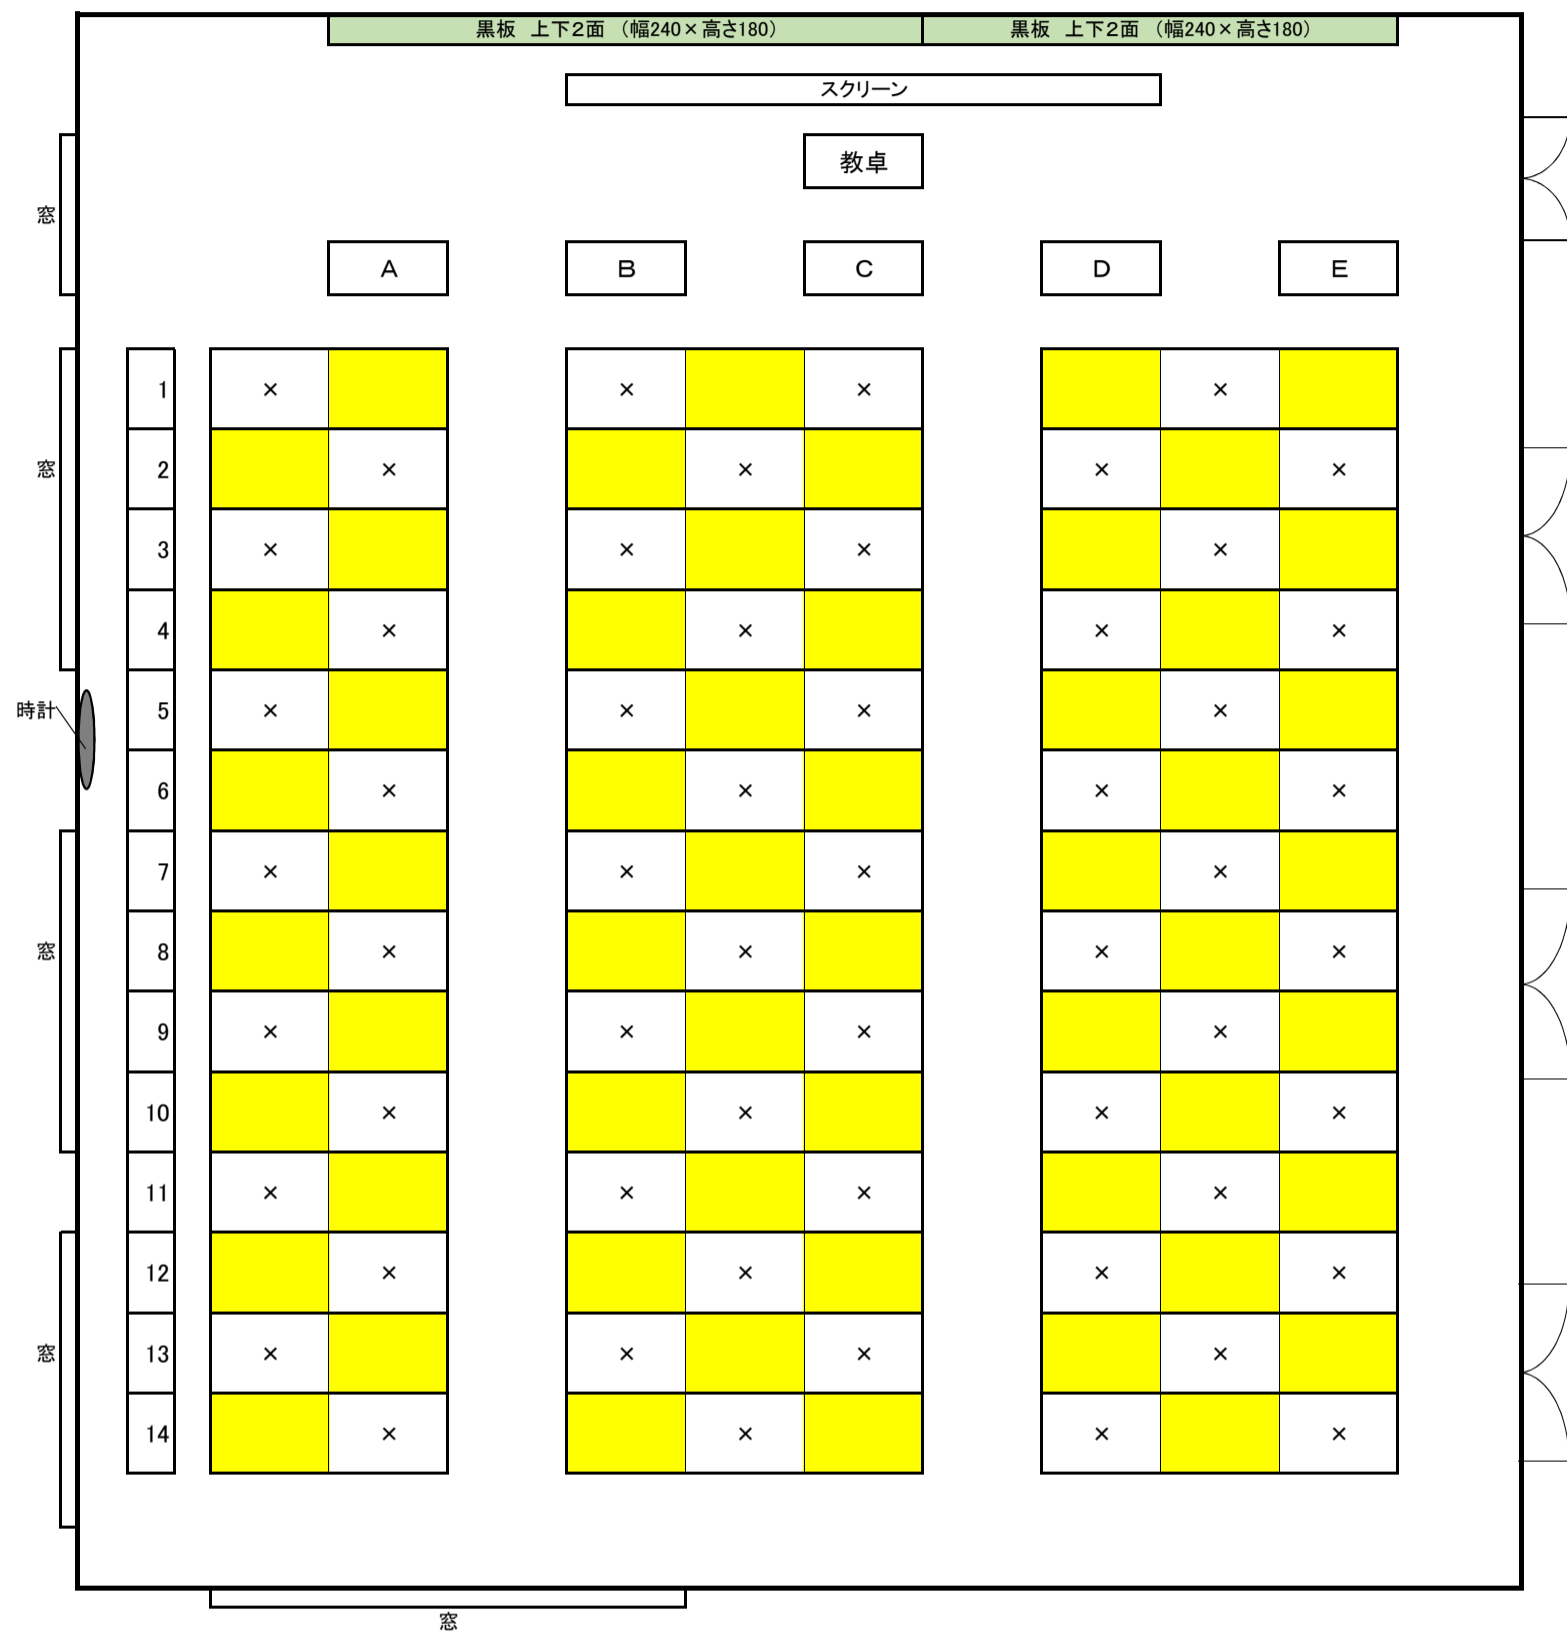 黒板　上下２面　（幅240×高さ180）　黒板　上下２面　（幅240×高さ180）
スクリーン
教卓
窓
A B C D E
1 × × × ×
窓 2 × × × ×
3 × × × ×
4 × × × ×
時計 5 × × × ×
6 × × × ×
7 × × × ×
窓 8 × × × ×
9 × × × ×
10 × × × ×
11 × × × ×
12 × × × ×
窓 13 × × × ×
14 × × × ×
窓